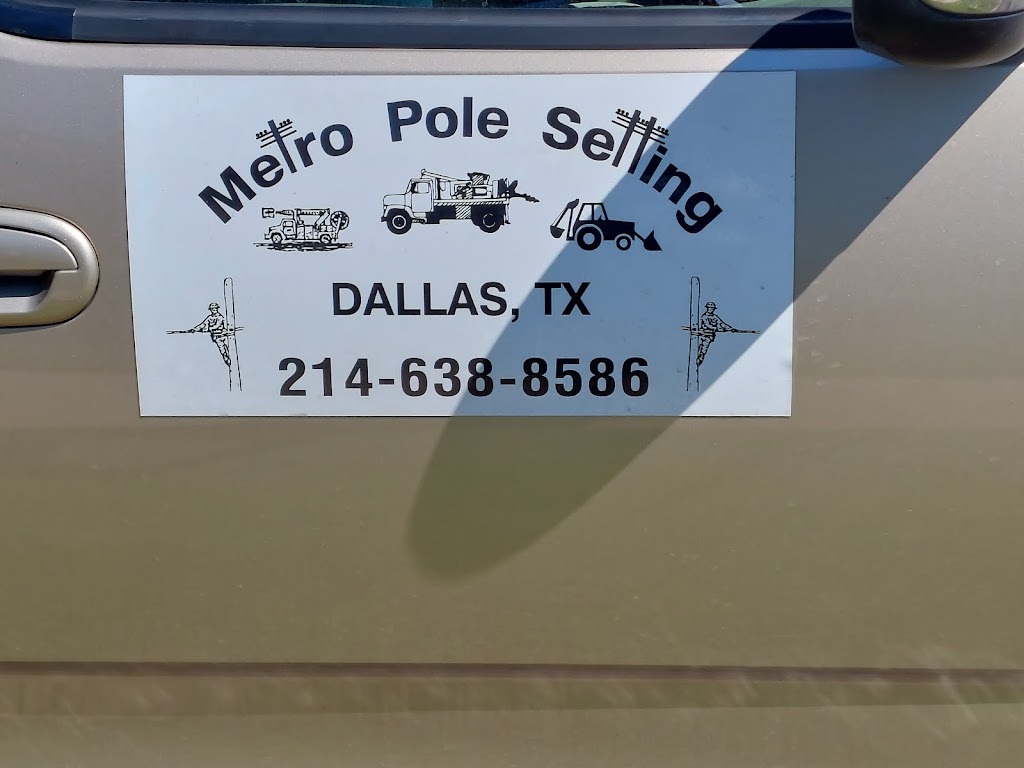 Metro Pole Setting
DALLAS, TX
214-638-8586